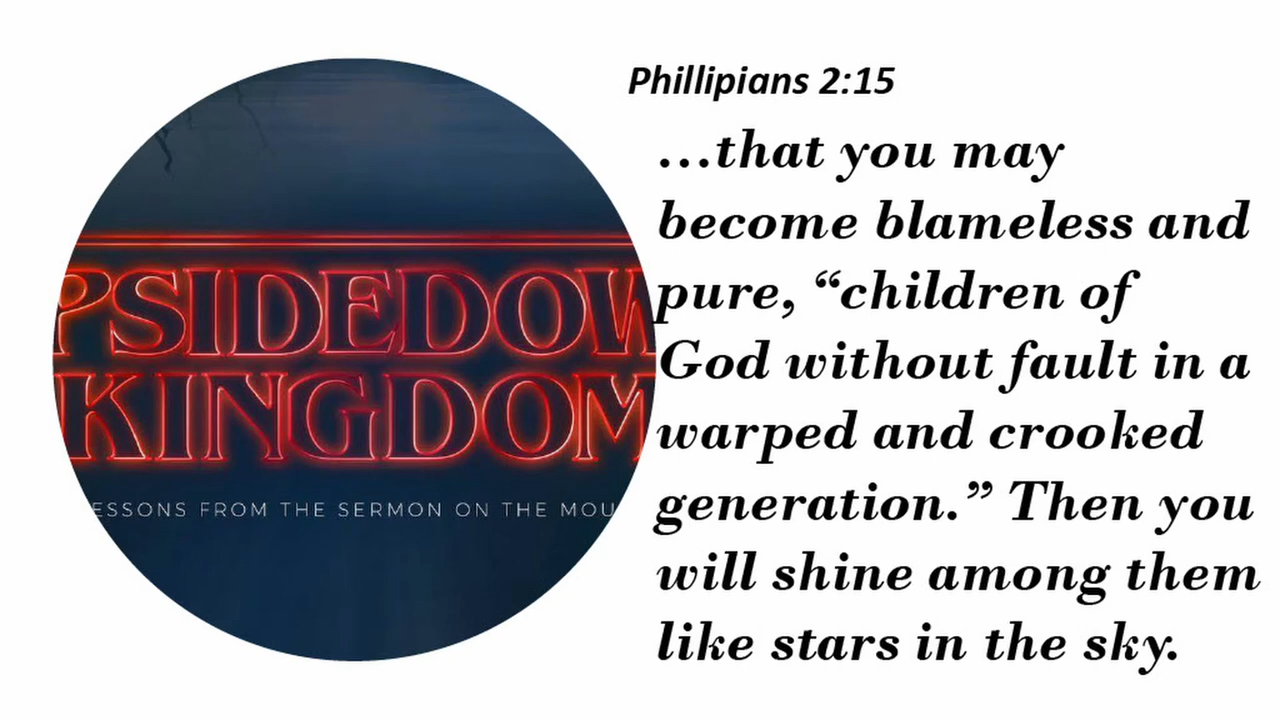 Phillipians 2:15
...that you may
become blameless and
pure, “children of
God without fault in a
warped and crooked
generation.” Then you
will shine among them
like stars in the sky.
PSIDEDOW
KINGDOM
ESSONS FROM THE SERMON ON THE MOU